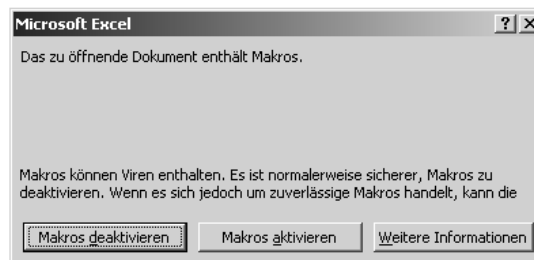 Microsoft Excel
Das zu öffnende Dokument enthält Makros.
Makros können Viren enthalten. Es ist normalerweise sicherer, Makros zu
deaktivieren. Wenn es sich jedoch um zuverlässige Makros handelt, kann die
Makros deaktivieren Makros aktivieren Weitere Informationen